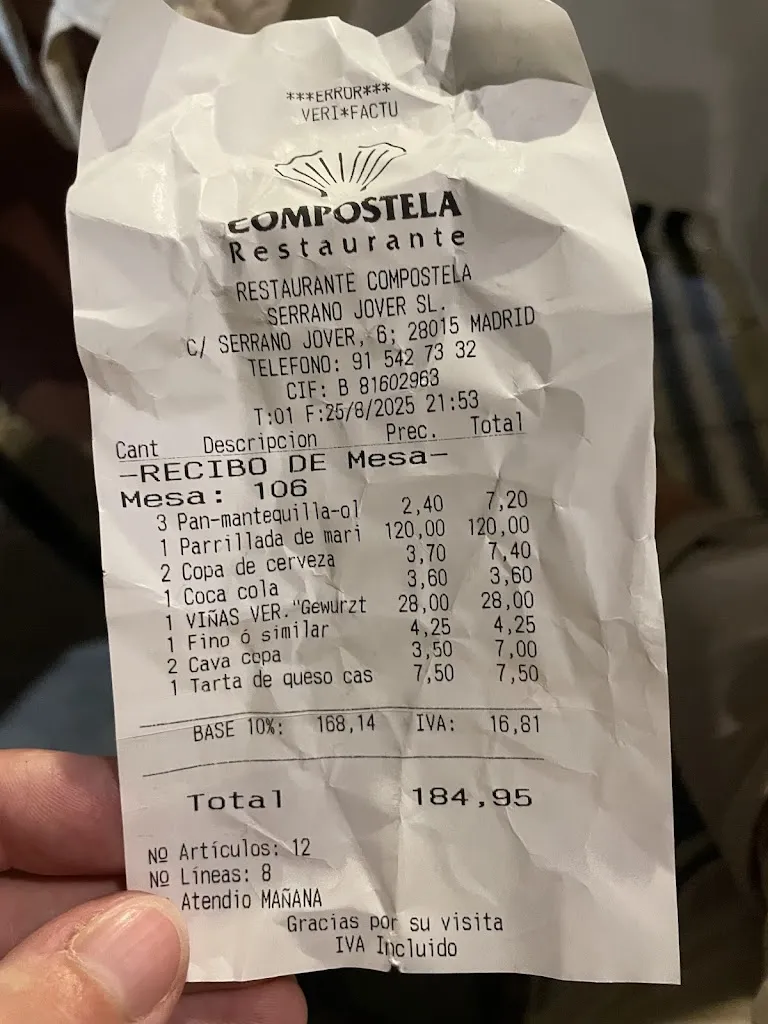 ***ERROR***
VERI*FACTU
COMPOSTELA
Restaurante
RESTAURANTE COMPOSTELA
SERRANO JOVER SL.
C/ SERRANO JOVER, 6; 28015 MADRID
TELEFONO: 91 542 73 32
CIF: B 81602963
T:01 F:25/8/2025 21:53
Cant Descripcion Prec. Total
-RECIBO DE Mesa-
Mesa: 106
3 Pan-mantequilla-ol 2,40 7,20
1 Parrillada de mari 120,00 120,00
2 Copa de cerveza 3,70 7,40
1 Coca cola 3,60 3,60
1 VIÑAS VER."Gewurzt 28,00 28,00
1 Fino ó similar 4,25 4,25
2 Cava copa 3,50 7,00
1 Tarta de queso cas 7,50 7,50
BASE 10%: 168,14 IVA: 16,81
Total 184,95
Nº Artículos: 12
Nº Líneas: 8
Atendio MAÑANA
Gracias por su visita
IVA Incluido